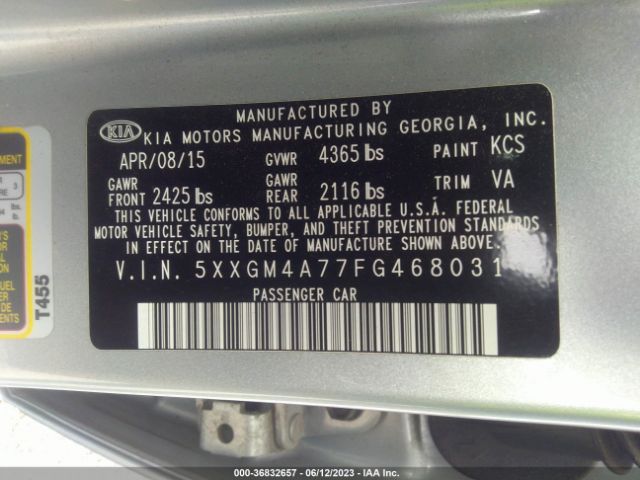 KIA
MANUFACTURED BY
KIA MOTORS MANUFACTURING GEORGIA, INC.
APR/08/15 GVWR 4365 lbs PAINT KCS
GAWR FRONT 2425 lbs GAWR REAR 2116 lbs TRIM VA
THIS VEHICLE CONFORMS TO ALL APPLICABLE U.S.A. FEDERAL
MOTOR VEHICLE SAFETY, BUMPER, AND THEFT PREVENTION STANDARDS
IN EFFECT ON THE DATE OF MANUFACTURE SHOWN ABOVE.
V.I.N. 5XXGM4A77FG468031
PASSENGER CAR
T455
000-36832657 - 06/12/2023 - IAA Inc.